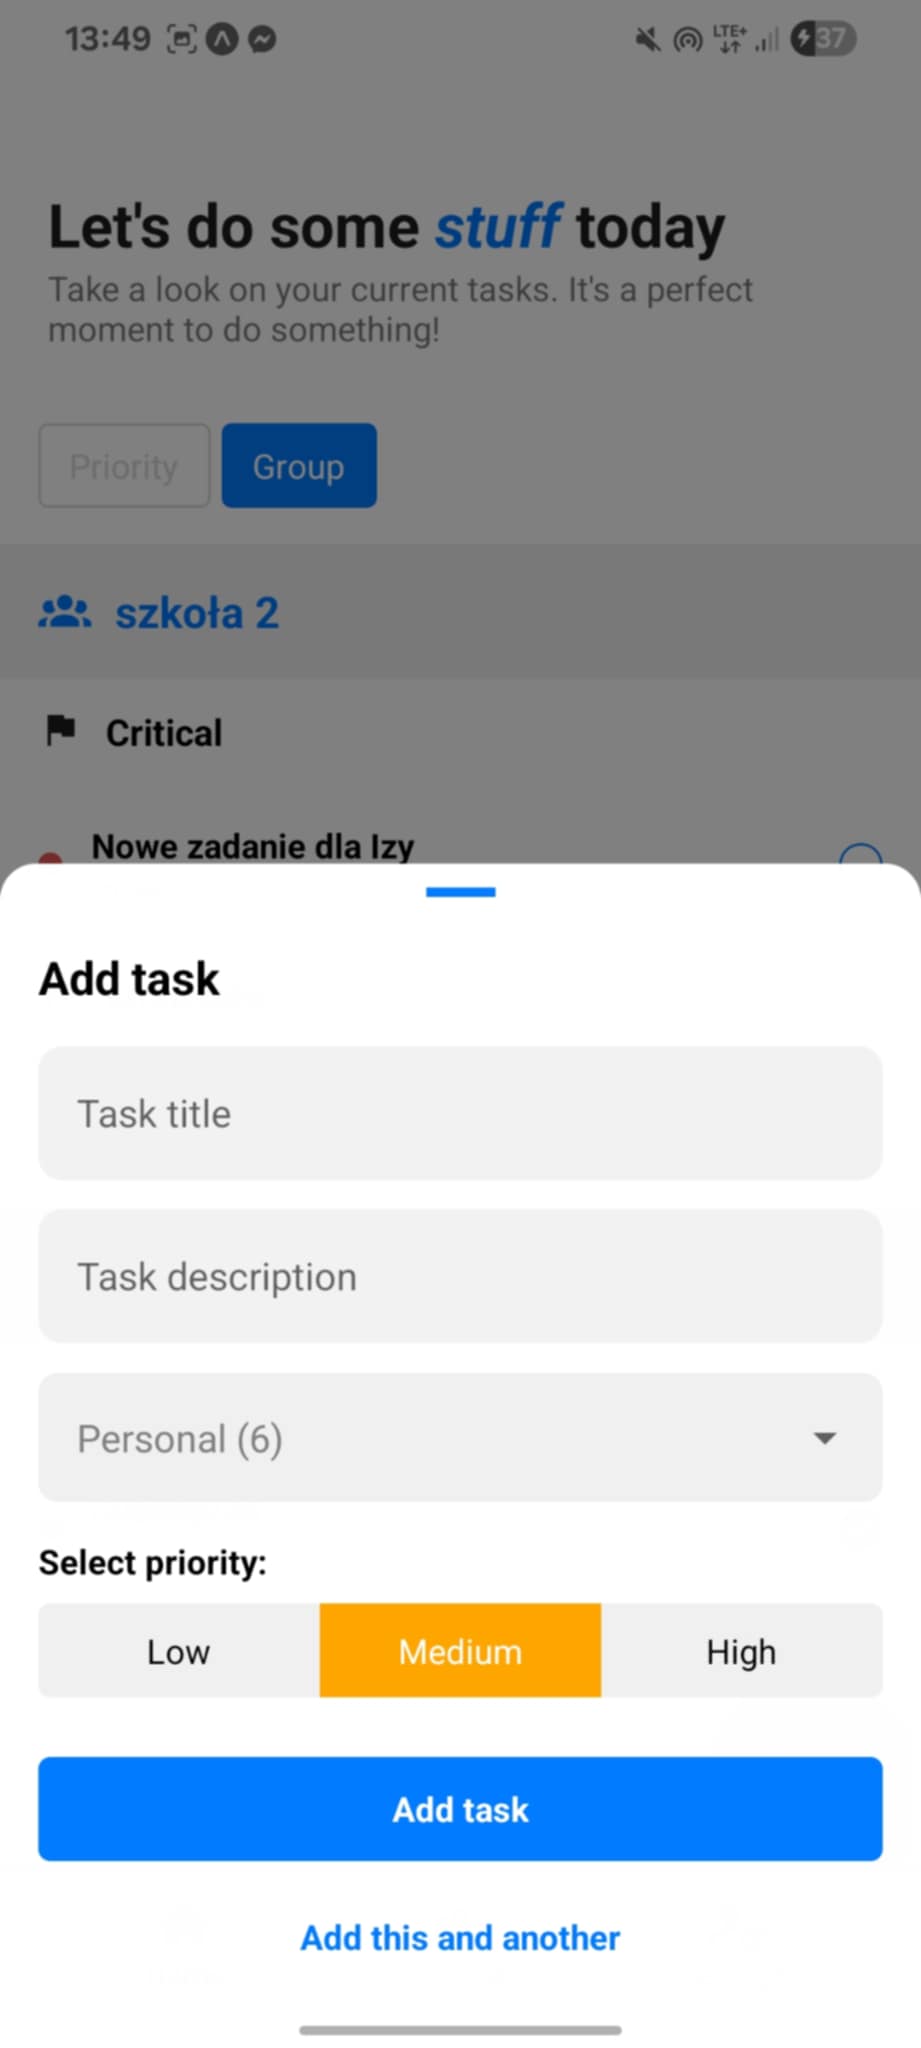 13:49
LTE+
37
Let's do some stuff today
Take a look on your current tasks. It's a perfect
moment to do something!
Priority
Group
szkoła 2
Critical
Nowe zadanie dla Izy
Add task
Task title
Task description
Personal (6)
Select priority:
Low
Medium
High
Add task
Add this and another